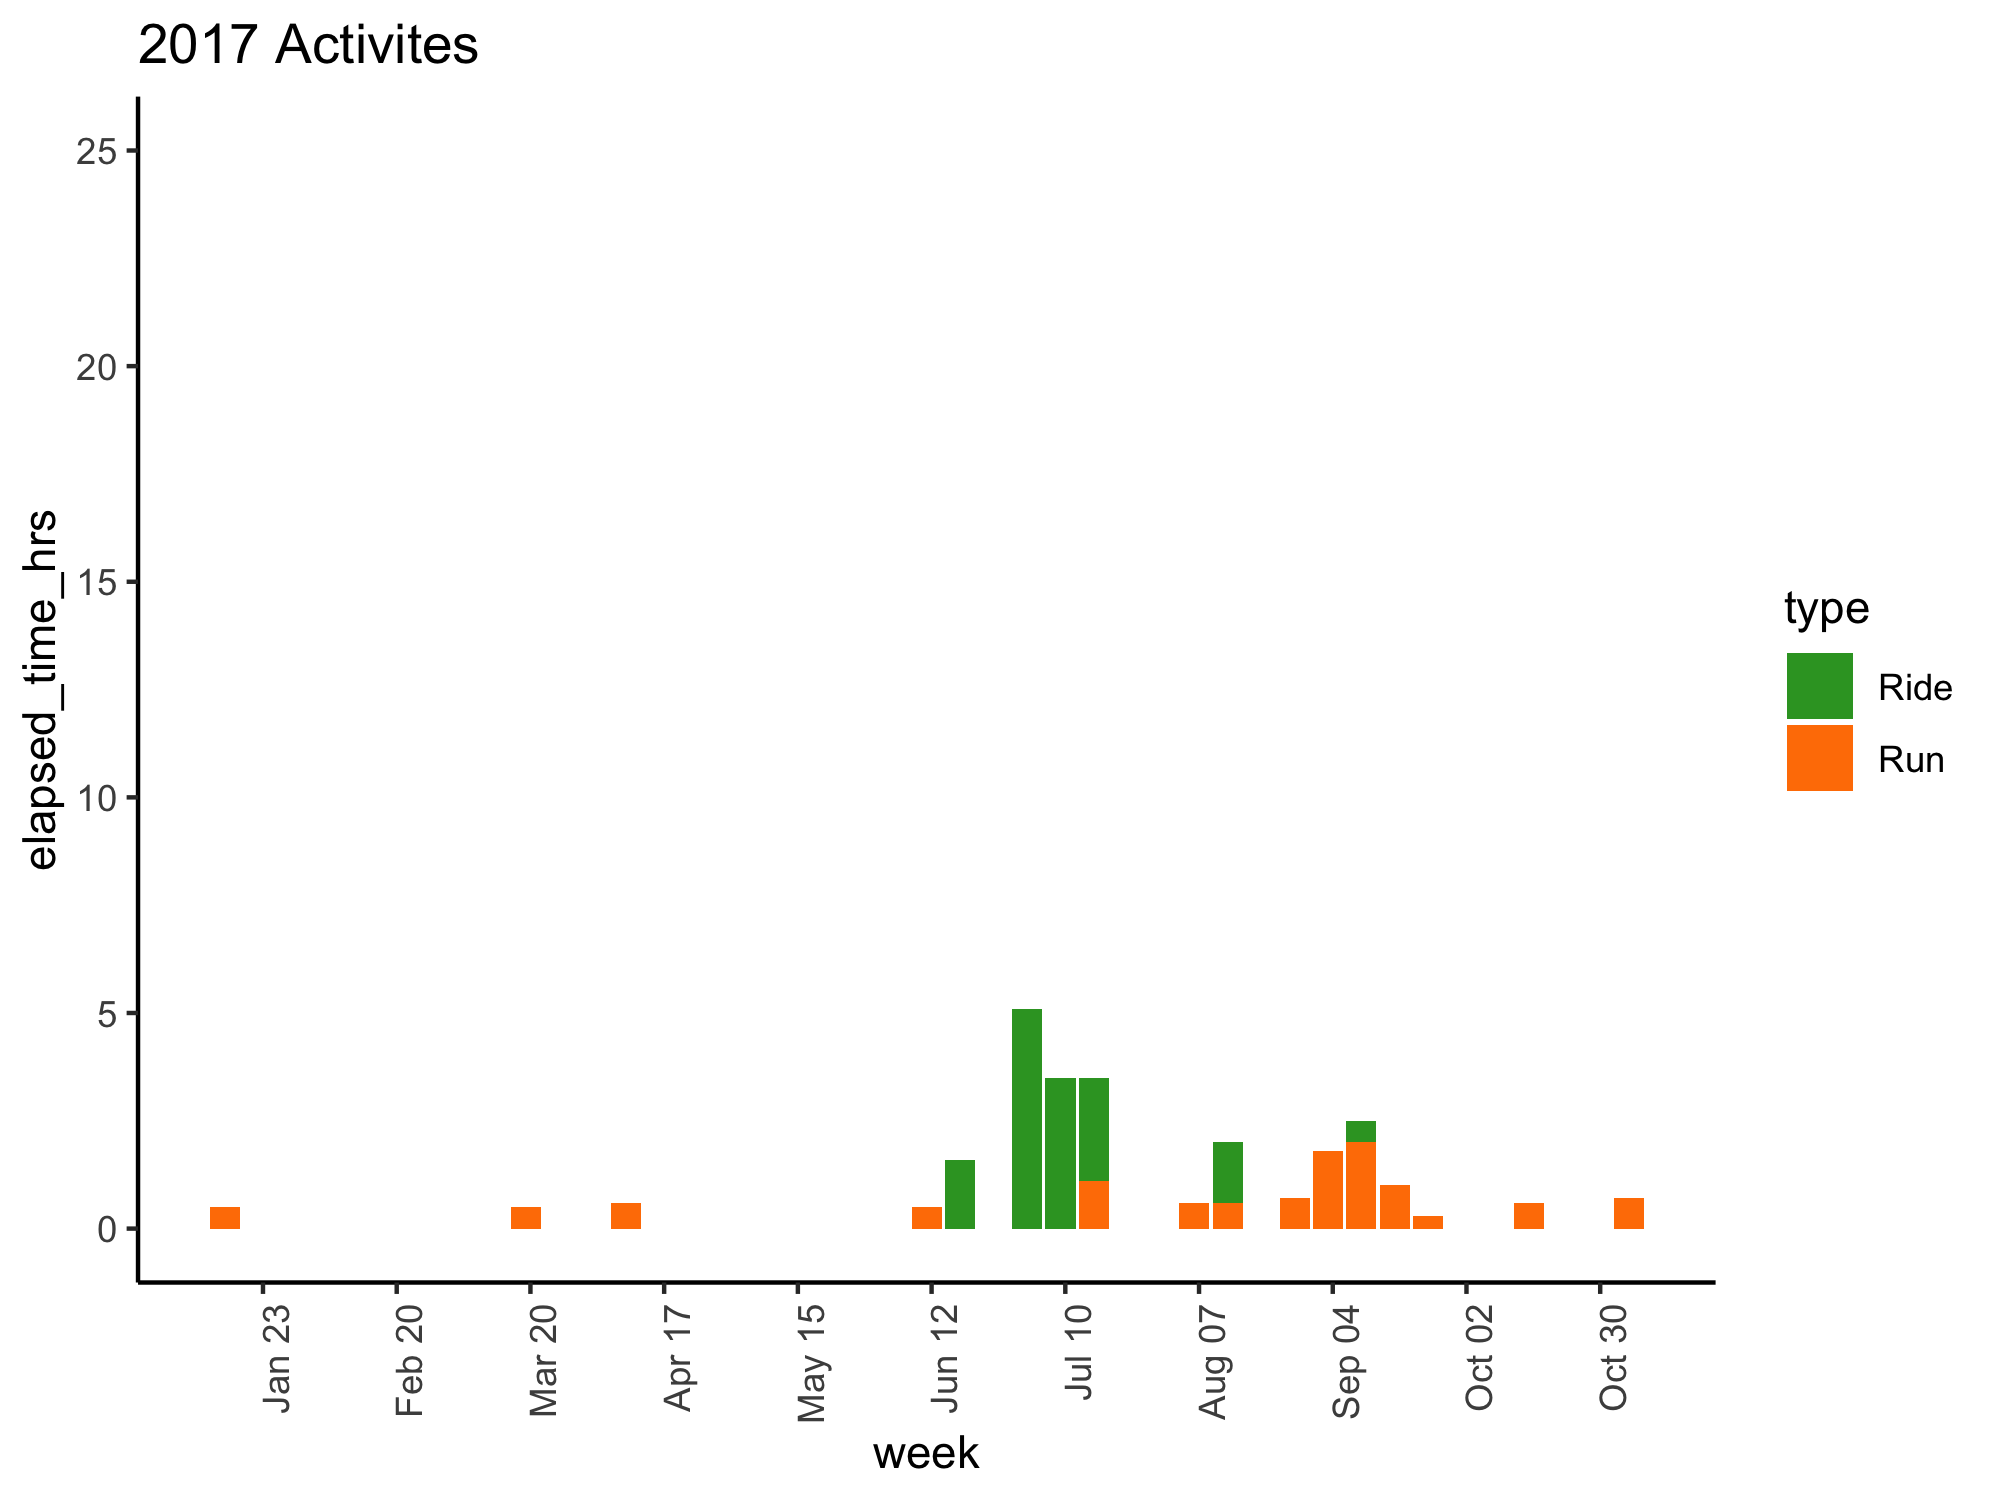 2017 Activites
25
20
15
10
5
0
elapsed_time_hrs
Jan 23
Feb 20
Mar 20
Apr 17
May 15
Jun 12
Jul 10
Aug 07
Sep 04
Oct 02
Oct 30
week
type
Ride
Run